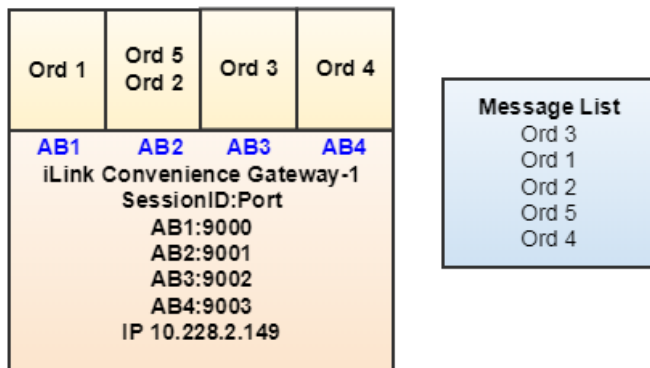 Ord 1
Ord 5
Ord 2
Ord 3
Ord 4
AB1 AB2 AB3 AB4
iLink Convenience Gateway-1
SessionID:Port
AB1:9000
AB2:9001
AB3:9002
AB4:9003
IP 10.228.2.149
Message List
Ord 3
Ord 1
Ord 2
Ord 5
Ord 4